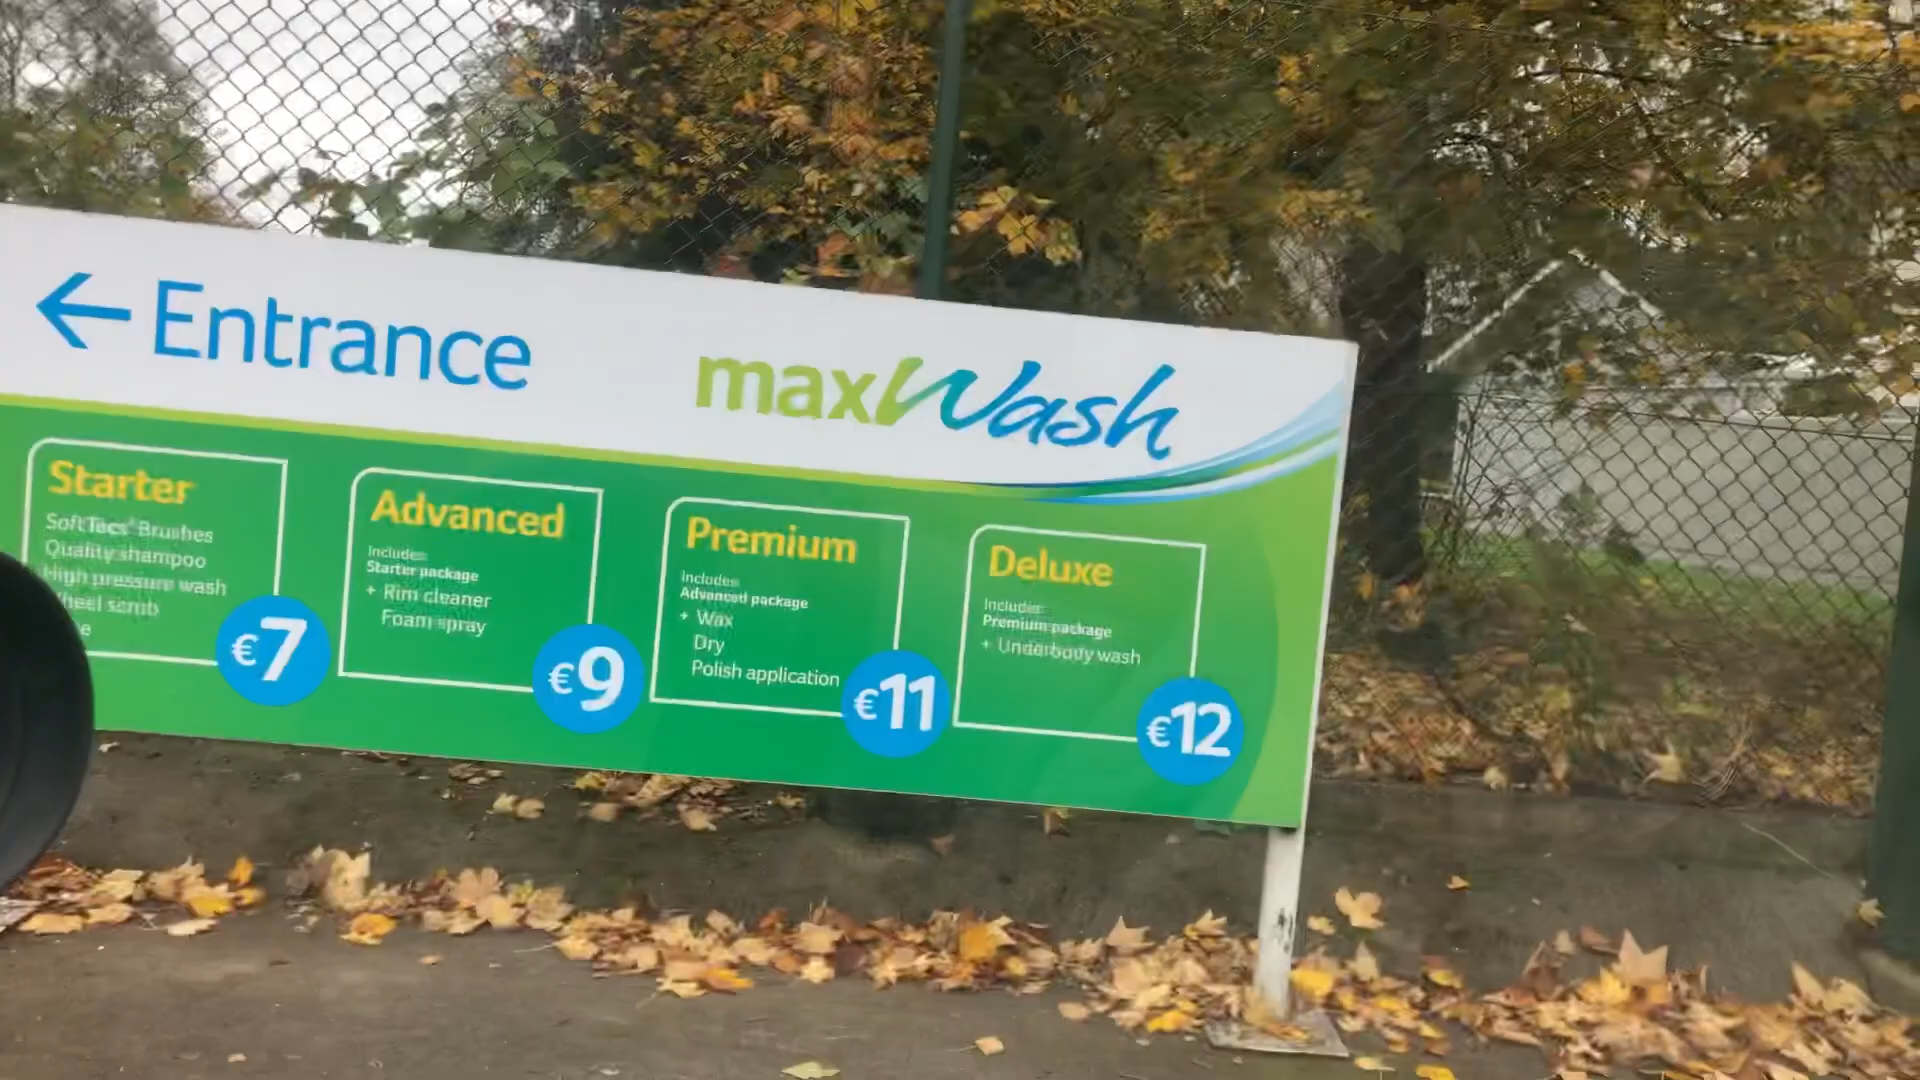 ← Entrance
maxWash
Starter
SoftTecs Brushes
Quality shampoo
High pressure wash
scrub
€7
Advanced
Includes:
Starter package
+ Rim cleaner
Foam spray
€9
Premium
Includes:
Advanced package
+ Wax
Dry
Polish application
€11
Deluxe
Includes:
Premium package
+ Underbody wash
€12